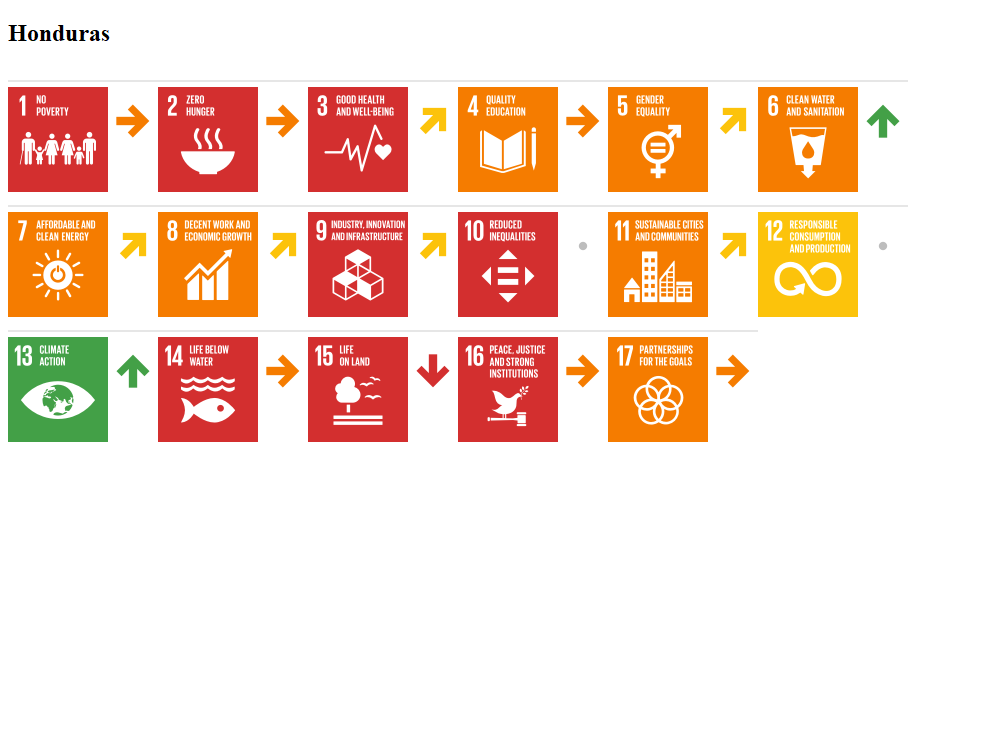 Honduras
1 NO
POVERTY
2 ZERO
HUNGER
3 GOOD HEALTH
AND WELL-BEING
4 QUALITY
EDUCATION
5 GENDER
EQUALITY
6 CLEAN WATER
AND SANITATION
7 AFFORDABLE AND
CLEAN ENERGY
8 DECENT WORK AND
ECONOMIC GROWTH
9 INDUSTRY, INNOVATION
AND INFRASTRUCTURE
10 REDUCED
INEQUALITIES
11 SUSTAINABLE CITIES
AND COMMUNITIES
12 RESPONSIBLE
CONSUMPTION
AND PRODUCTION
13 CLIMATE
ACTION
14 LIFE BELOW
WATER
15 LIFE
ON LAND
16 PEACE, JUSTICE
AND STRONG
INSTITUTIONS
17 PARTNERSHIPS
FOR THE GOALS